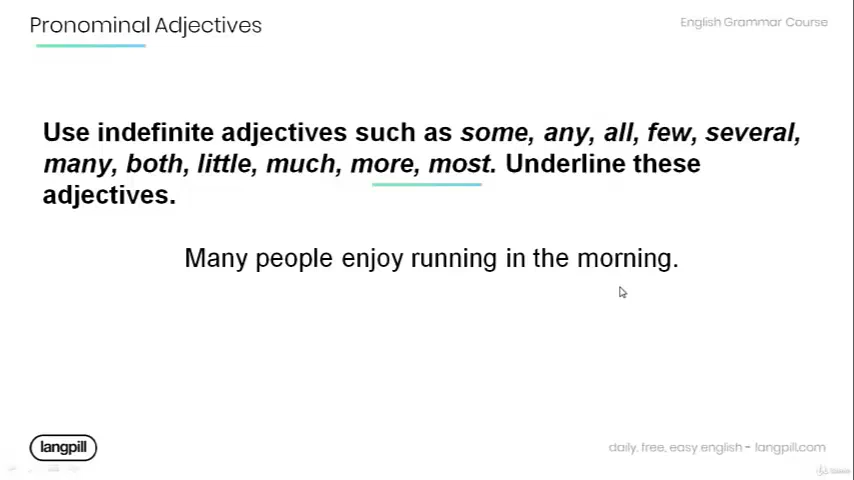 Pronominal Adjectives
English Grammar Course
Use indefinite adjectives such as some, any, all, few, several,
many, both, little, much, more, most. Underline these
adjectives.
Many people enjoy running in the morning.
langpill
daily, free, easy english - langpill.com